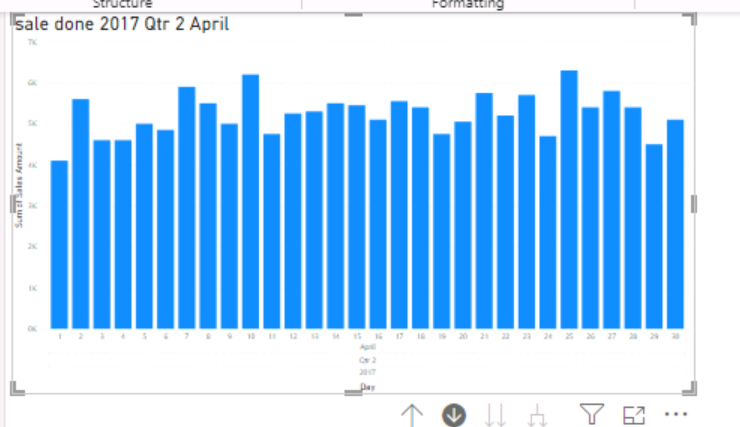 Structure Formatting
sale done 2017 Qtr 2 April
7K
6K
5K
4K
3K
2K
1K
0K
Sum of Sales Amount
1 2 3 4 5 6 7 8 9 10 11 12 13 14 15 16 17 18 19 20 21 22 23 24 25 26 27 28 29 30
April
Qtr 2
2017
Day